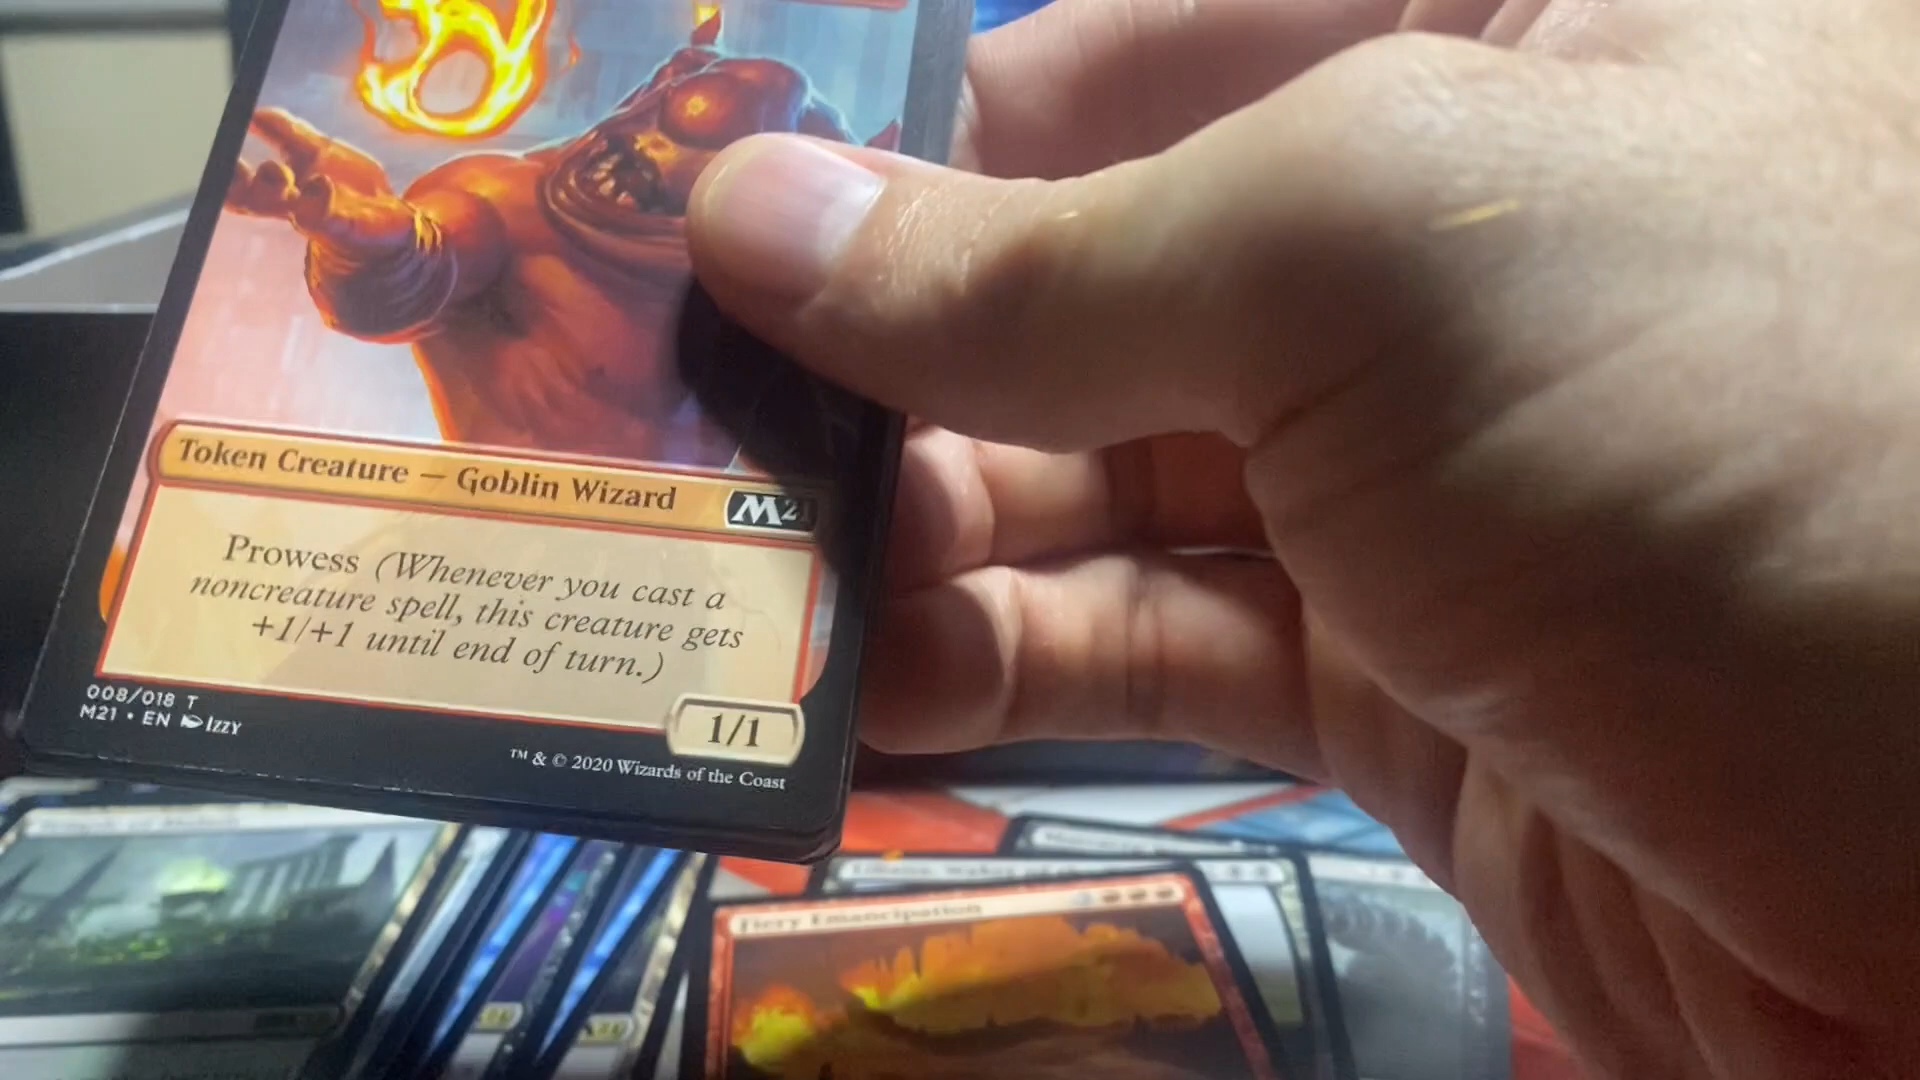 Token Creature — Goblin Wizard
M21
Prowess (Whenever you cast a
noncreature spell, this creature gets
+1/+1 until end of turn.)
008/018 T
M21 • EN Izzy
1/1
™ & © 2020 Wizards of the Coast
Fiery Emancipation